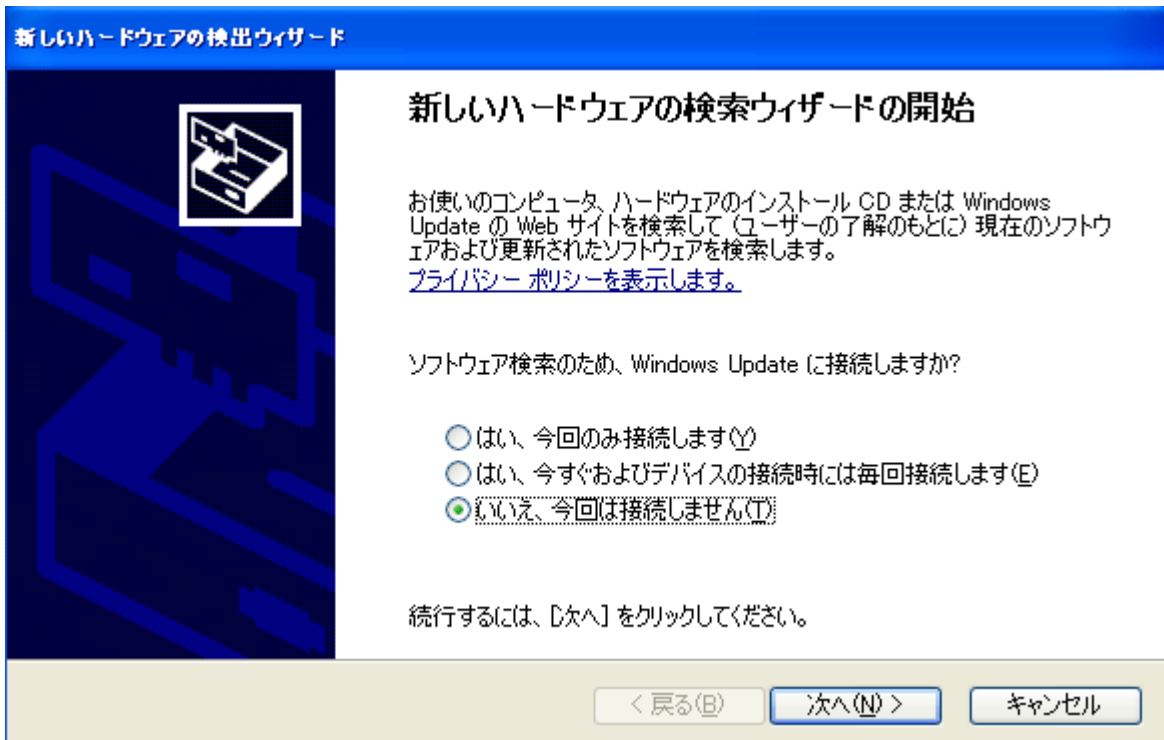 新しいハードウェアの検出ウィザード
新しいハードウェアの検索ウィザードの開始
お使いのコンピュータ、ハードウェアのインストール CD または Windows
Update の Web サイトを検索して (ユーザーの了解のもとに) 現在のソフトウ
ェアおよび更新されたソフトウェアを検索します。
プライバシー ポリシーを表示します。
ソフトウェア検索のため、Windows Update に接続しますか?
はい、今回のみ接続します(Y)
はい、今すぐおよびデバイスの接続時には毎回接続します(E)
いいえ、今回は接続しません(T)
続行するには、[次へ] をクリックしてください。
< 戻る(B) 次へ(N) > キャンセル